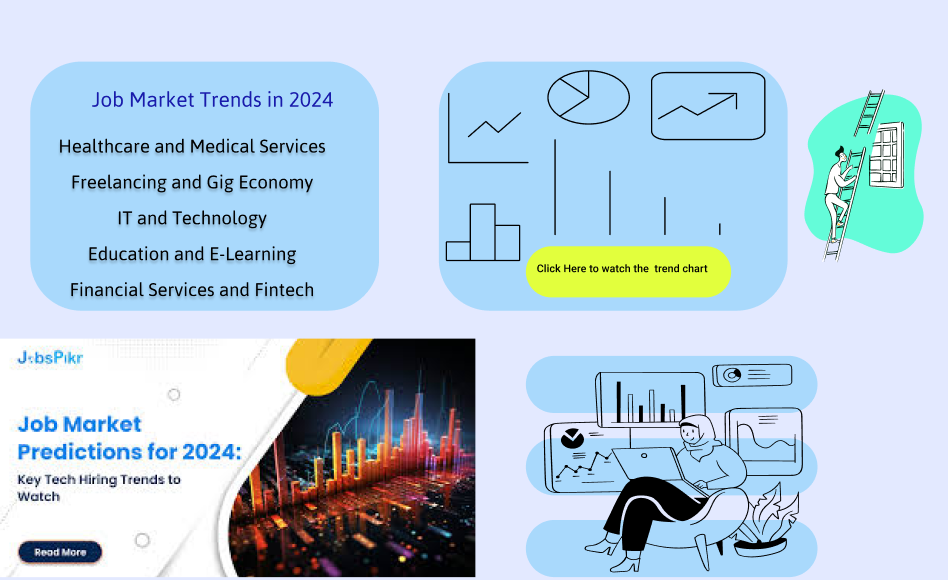 Job Market Trends in 2024
Healthcare and Medical Services
Freelancing and Gig Economy
IT and Technology
Education and E-Learning
Financial Services and Fintech
Click Here to watch the trend chart
JobsPikr
Job Market
Predictions for 2024:
Key Tech Hiring Trends to
Watch
Read More